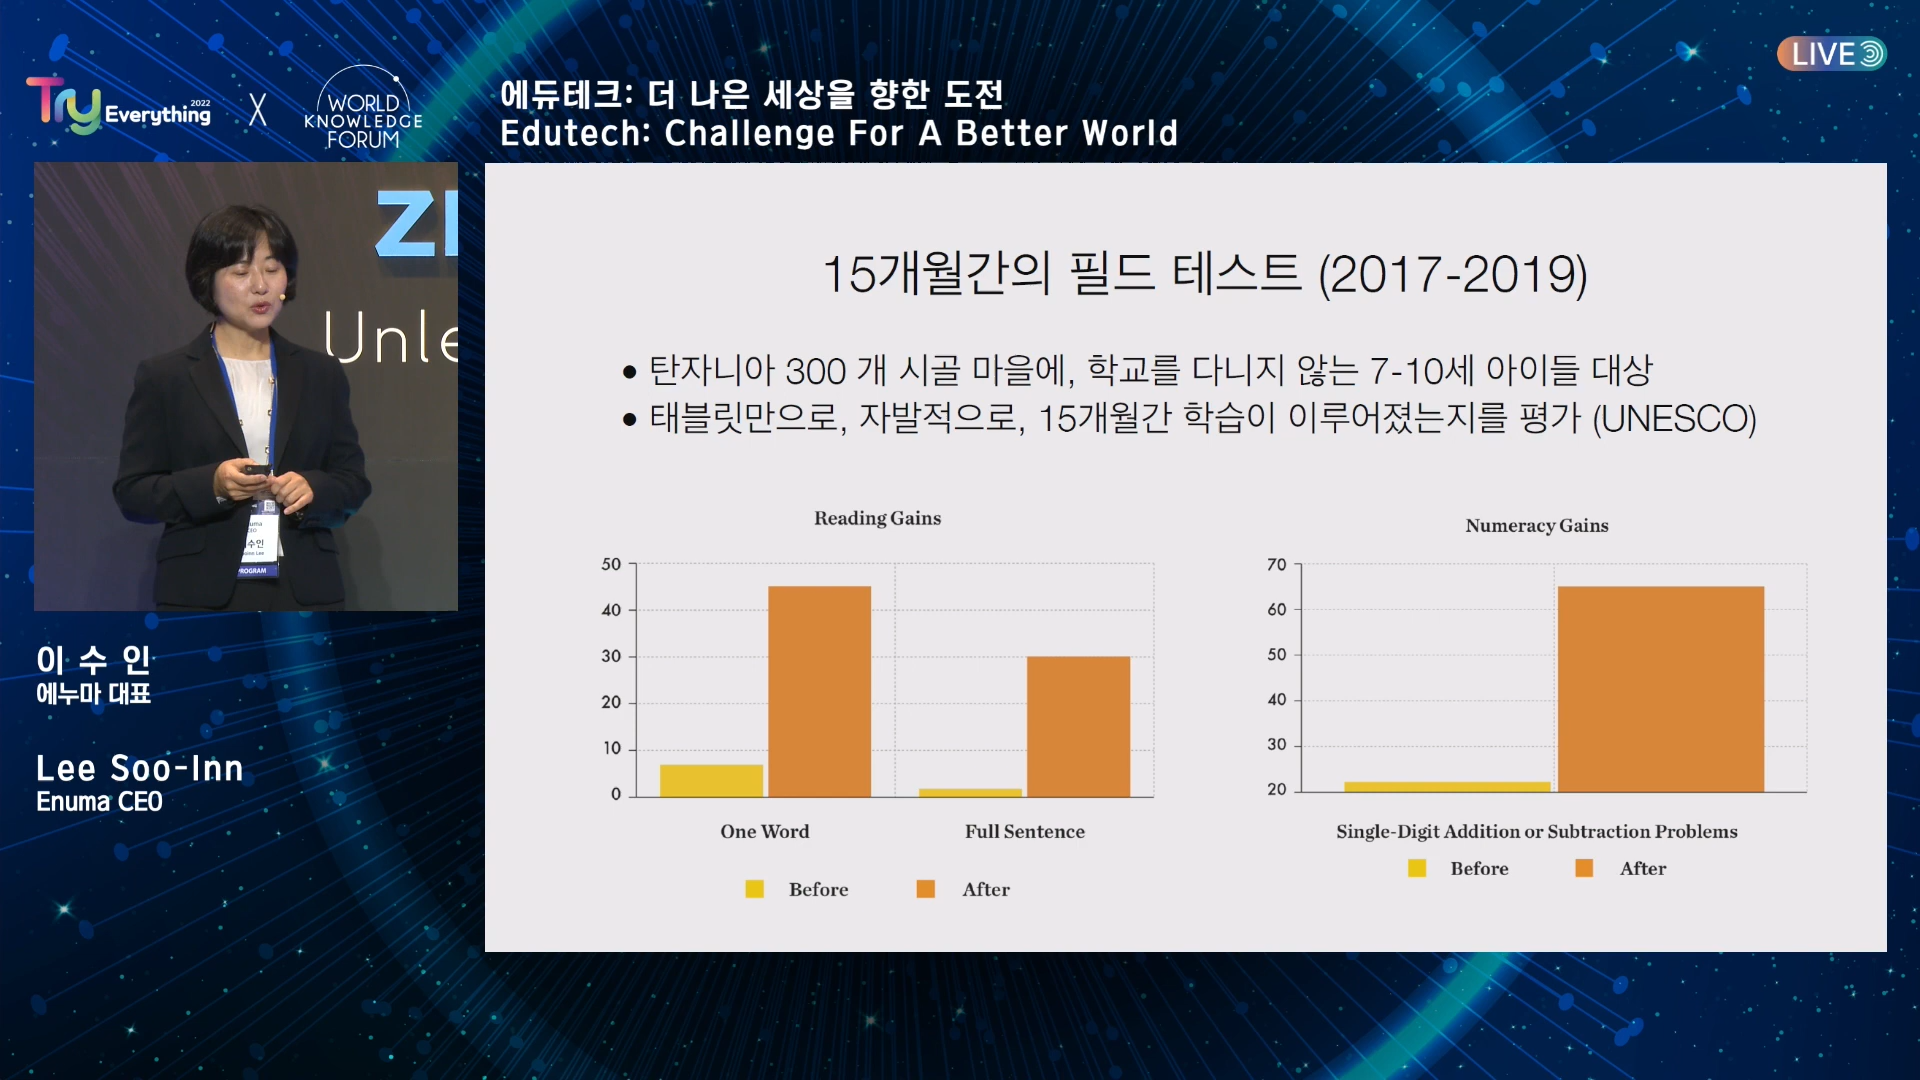 Try Everything 2022
X
WORLD
KNOWLEDGE
FORUM
에듀테크: 더 나은 세상을 향한 도전
Edutech: Challenge For A Better World
LIVE
Unle
수인
PROGRAM
이 수 인
에누마 대표
Lee Soo-Inn
Enuma CEO
15개월간의 필드 테스트 (2017-2019)
• 탄자니아 300 개 시골 마을에, 학교를 다니지 않는 7-10세 아이들 대상
• 태블릿만으로, 자발적으로, 15개월간 학습이 이루어졌는지를 평가 (UNESCO)
Reading Gains
50
40
30
20
10
0
One Word Full Sentence
Before After
Numeracy Gains
70
60
50
40
30
20
Single-Digit Addition or Subtraction Problems
Before After